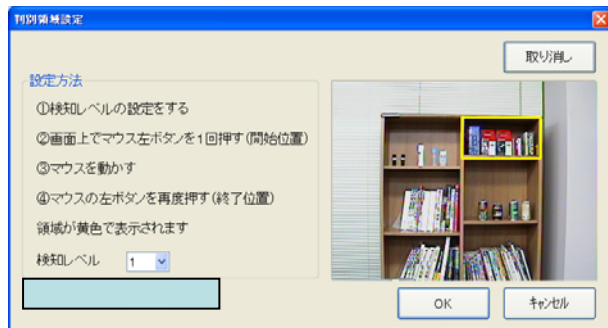 判別領域設定
取り消し
設定方法
①検知レベルの設定をする
②画面上でマウス左ボタンを1回押す(開始位置)
③マウスを動かす
④マウスの左ボタンを再度押す(終了位置)
領域が黄色で表示されます
検知レベル 1
OK キャンセル